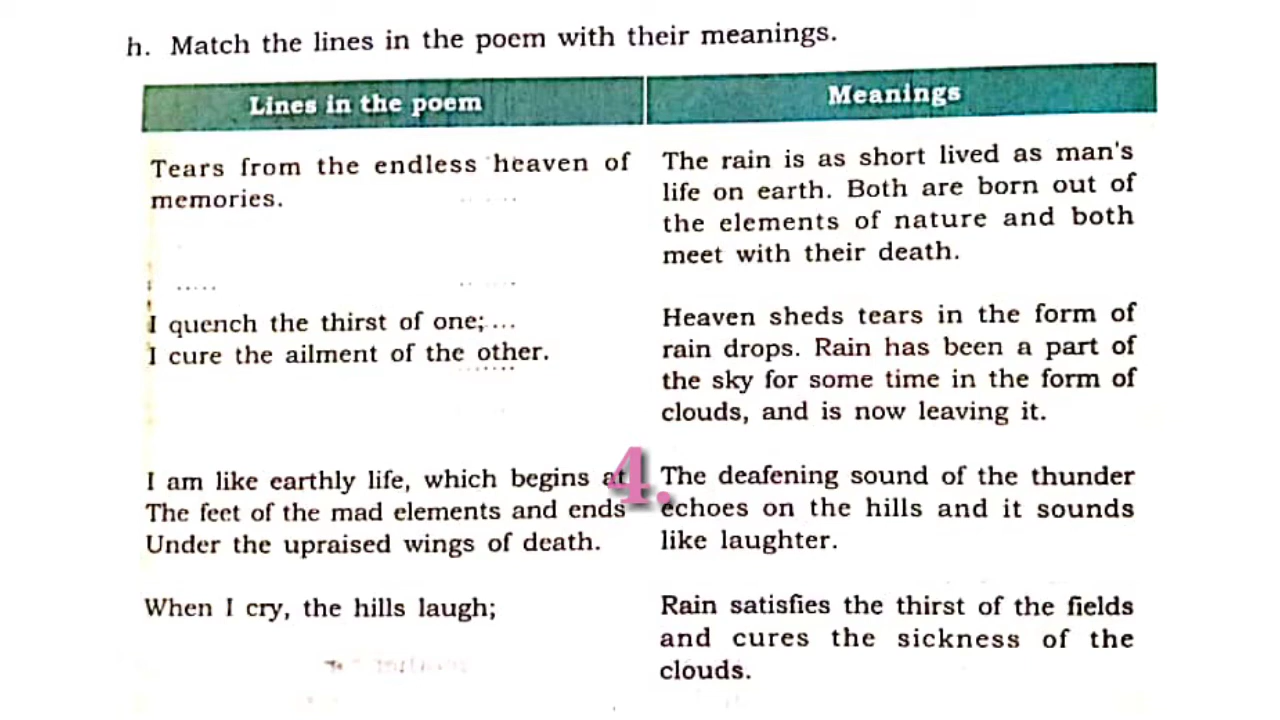 h. Match the lines in the poem with their meanings.
Lines in the poem
Meanings
Tears from the endless heaven of
memories.
The rain is as short lived as man's
life on earth. Both are born out of
the elements of nature and both
meet with their death.
I quench the thirst of one; ...
I cure the ailment of the other.
Heaven sheds tears in the form of
rain drops. Rain has been a part of
the sky for some time in the form of
clouds, and is now leaving it.
I am like earthly life, which begins at
The feet of the mad elements and ends
Under the upraised wings of death.
4.
The deafening sound of the thunder
echoes on the hills and it sounds
like laughter.
When I cry, the hills laugh;
Rain satisfies the thirst of the fields
and cures the sickness of the
clouds.